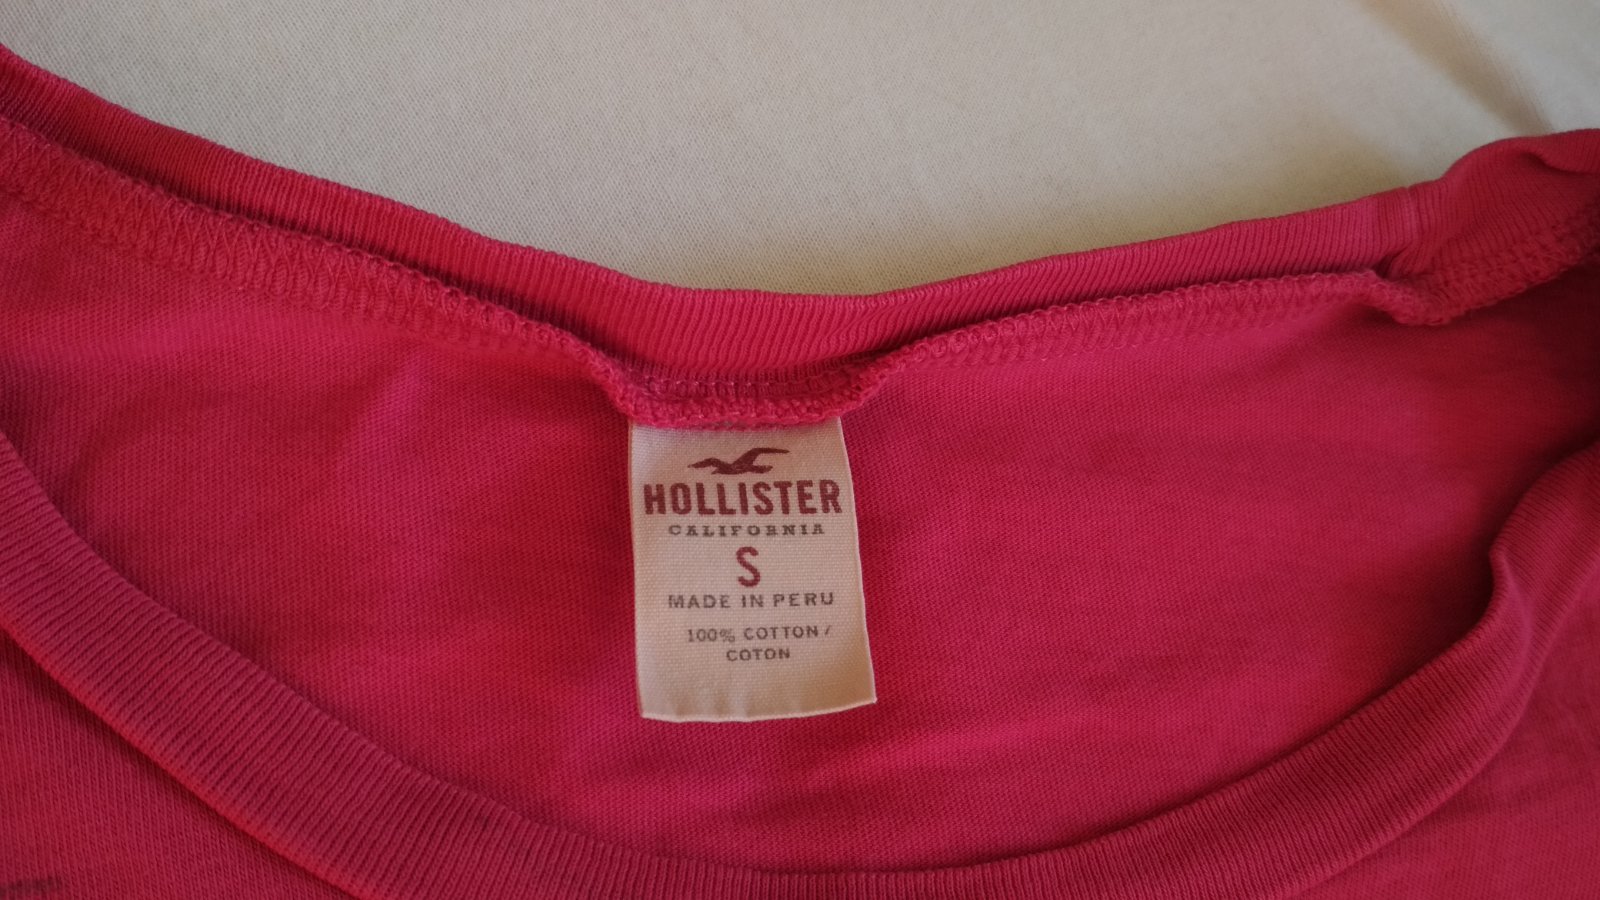 HOLLISTER
CALIFORNIA
S
MADE IN PERU
100% COTTON /
COTON